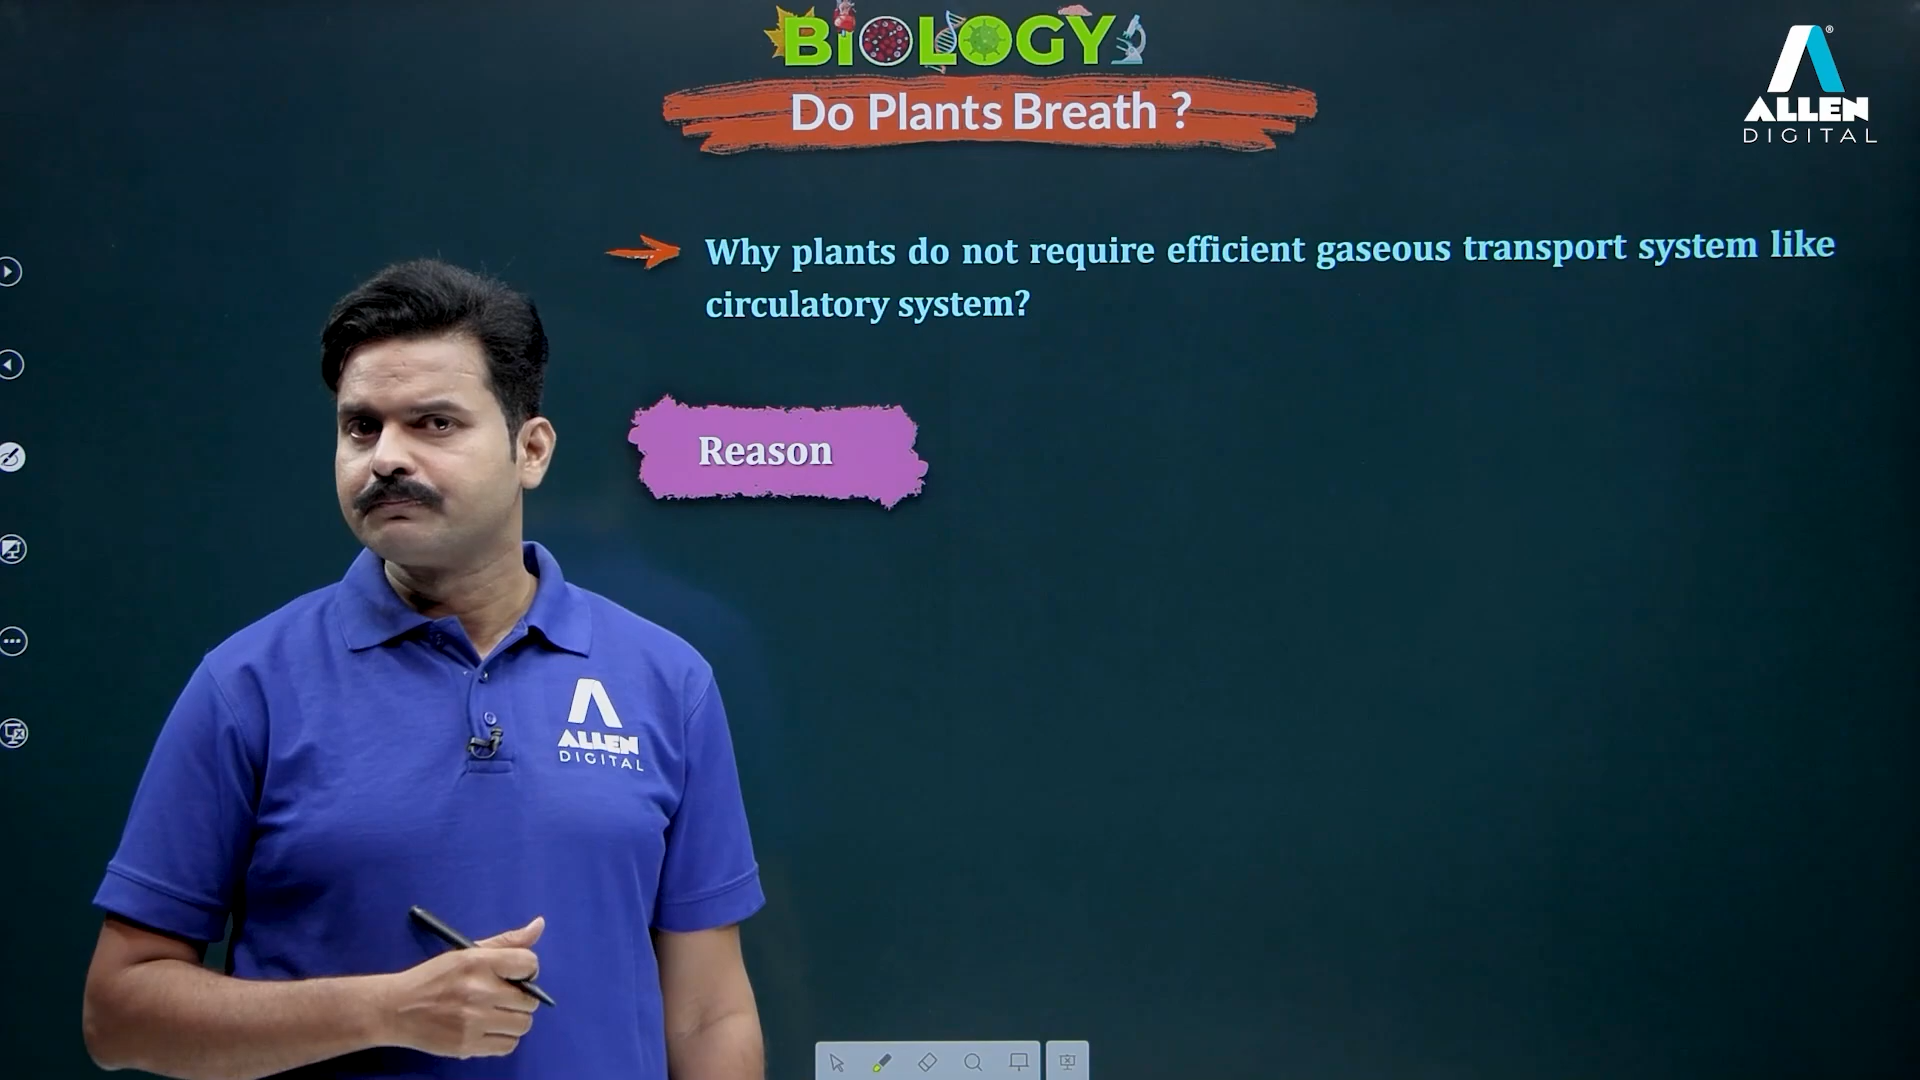 BiOLOGY
Do Plants Breath ?
ALLEN
DIGITAL
Why plants do not require efficient gaseous transport system like
circulatory system?
Reason
ALLEN
DIGITAL